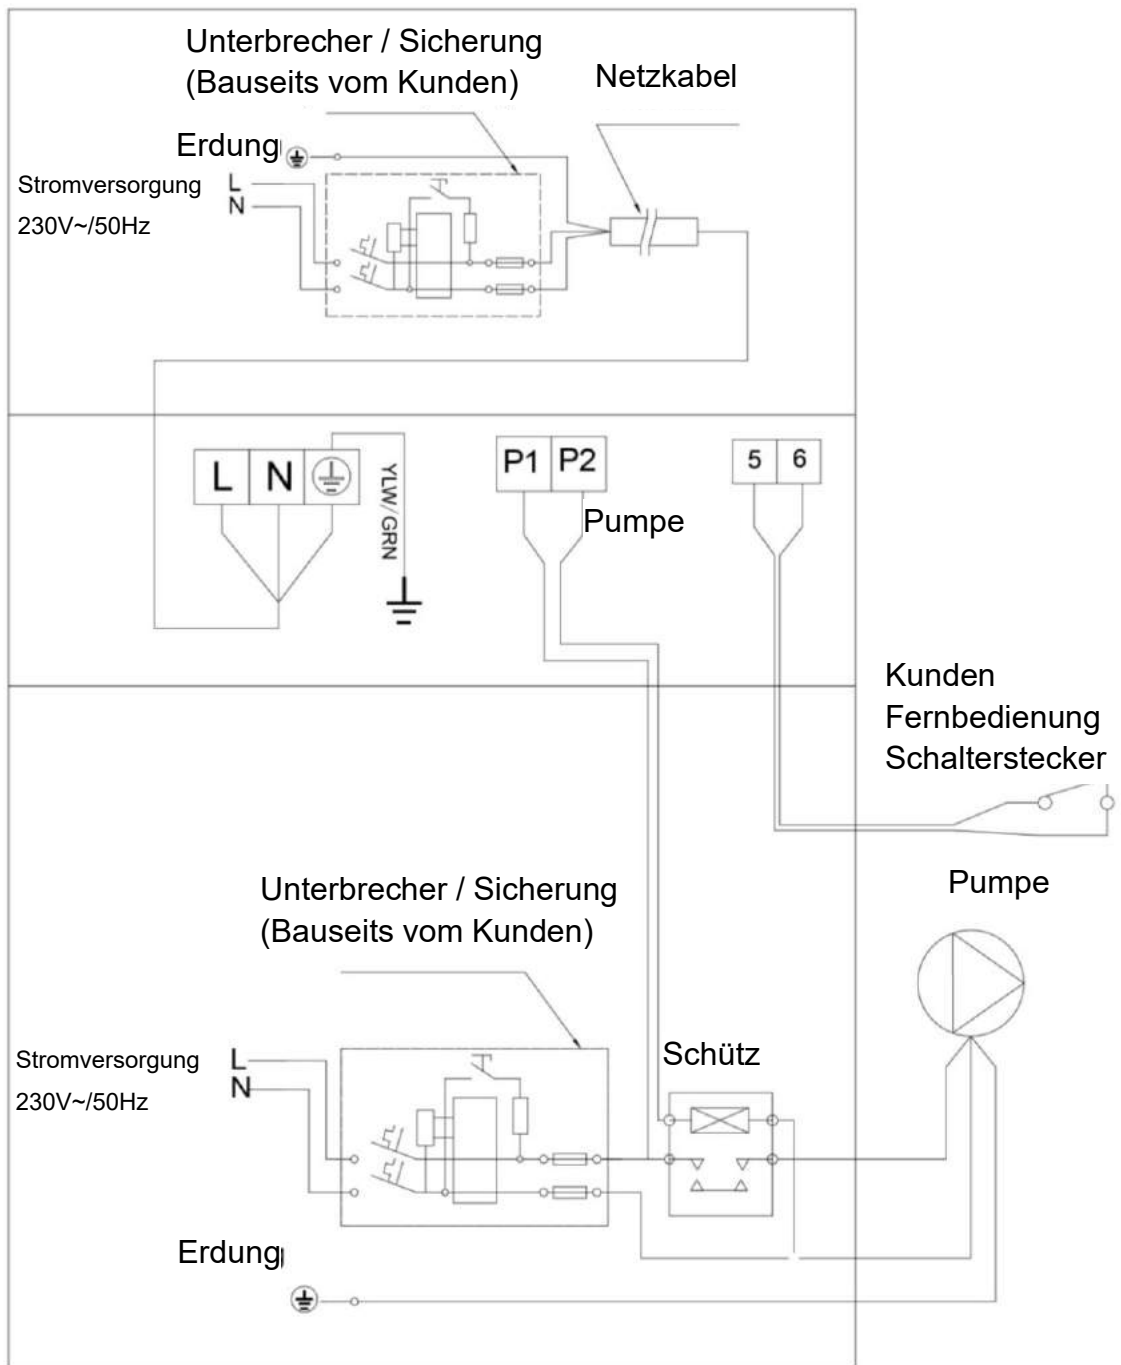 Unterbrecher / Sicherung
(Bauseits vom Kunden)
Netzkabel
Erdung
Stromversorgung
230V~/50Hz
L
N
L N
YLW/GRN
P1 P2
Pumpe
5 6
Kunden
Fernbedienung
Schalterstecker
Unterbrecher / Sicherung
(Bauseits vom Kunden)
Pumpe
Stromversorgung
230V~/50Hz
L
N
Schütz
Erdung